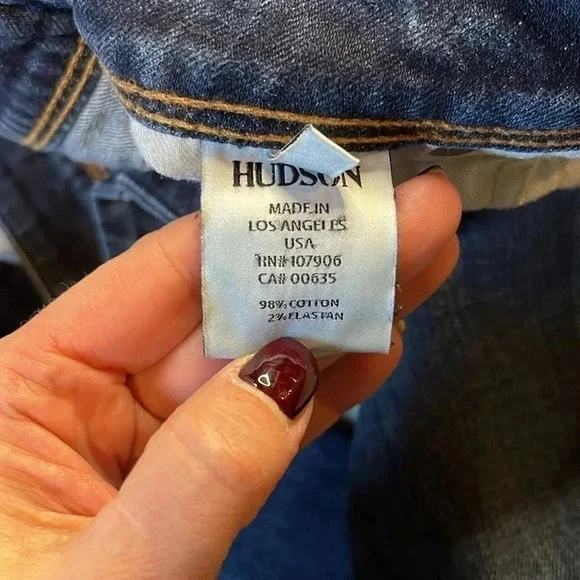 HUDSON
MADE IN
LOS ANGELES
USA
RN# 107906
CA# 00635
98% COTTON
2% ELASTAN